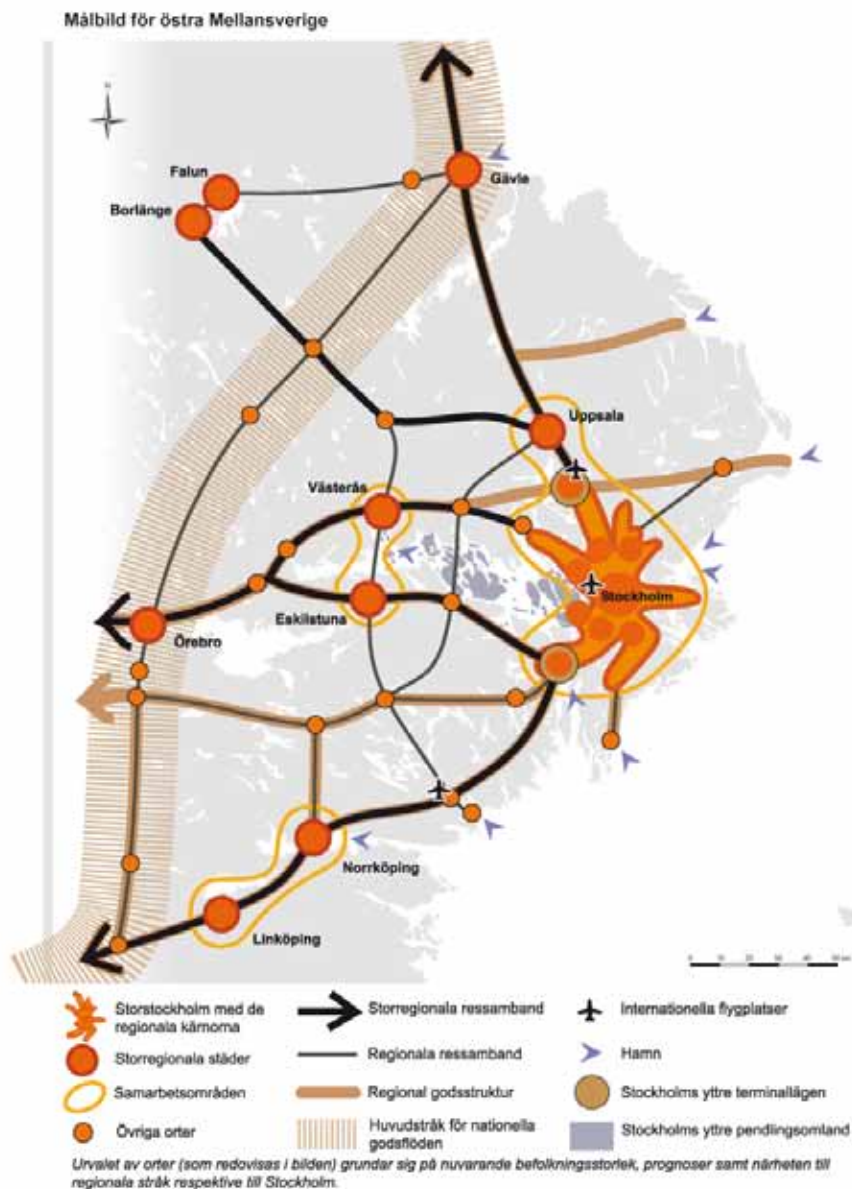 Målbild för östra Mellansverige
N
Falun
Gävle
Borlänge
Uppsala
Västerås
Stockholm
Eskilstuna
Örebro
Norrköping
Linköping
Storstockholm med de
regionala kärnorna
Storregionala städer
Samarbetsområden
Övriga orter
Storregionala ressamband
Regionala ressamband
Regional godsstruktur
Huvudstråk för nationella
godsflöden
Internationella flygplatser
Hamn
Stockholms yttre terminallägen
Stockholms yttre pendlingsomland
Urvalet av orter (som redovisas i bilden) grundar sig på nuvarande befolkningsstorlek, prognoser samt närheten till
regionala stråk respektive till Stockholm.